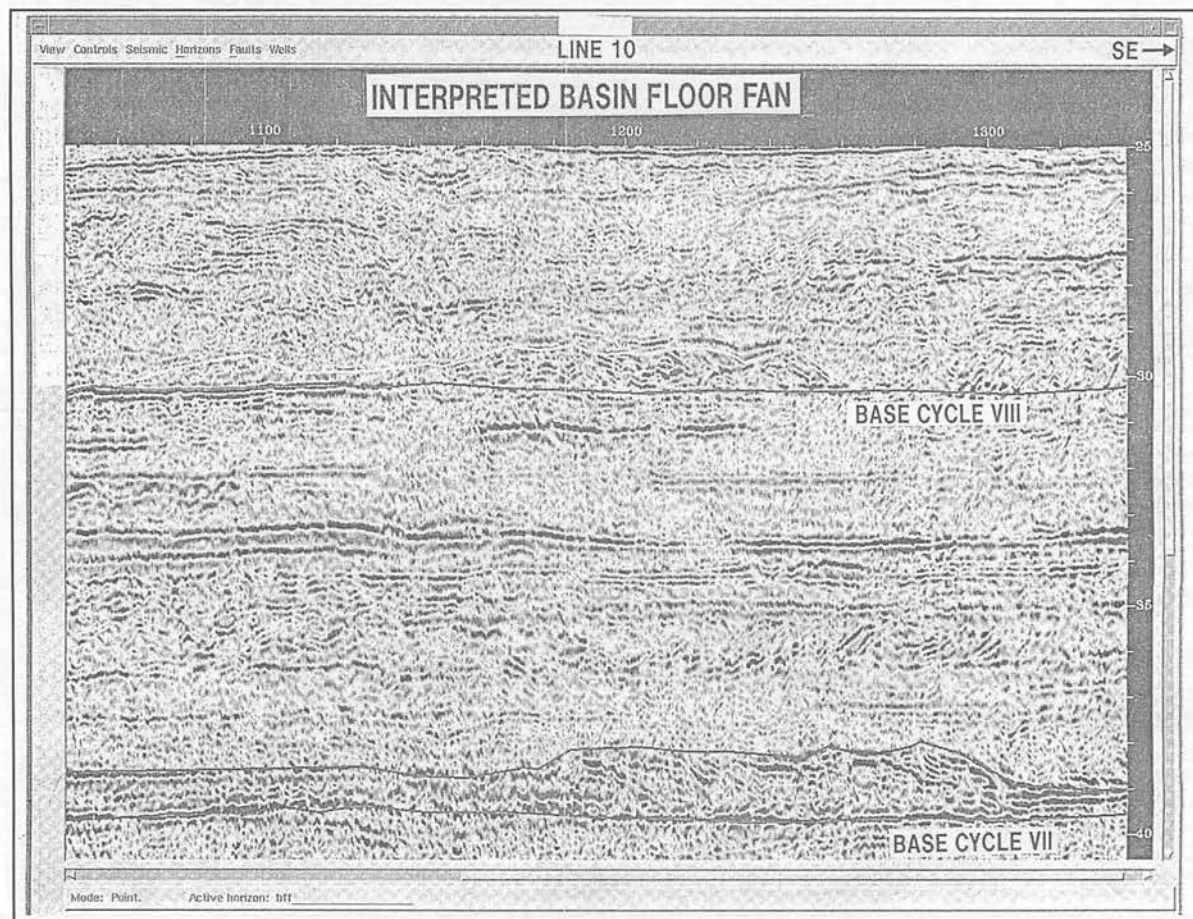 View Controls Seismic Horizons Faults Wells
LINE 10
SE
INTERPRETED BASIN FLOOR FAN
1100 1200 1300
25
30
BASE CYCLE VIII
35
BASE CYCLE VII
40
Mode: Point. Active horizon: bff